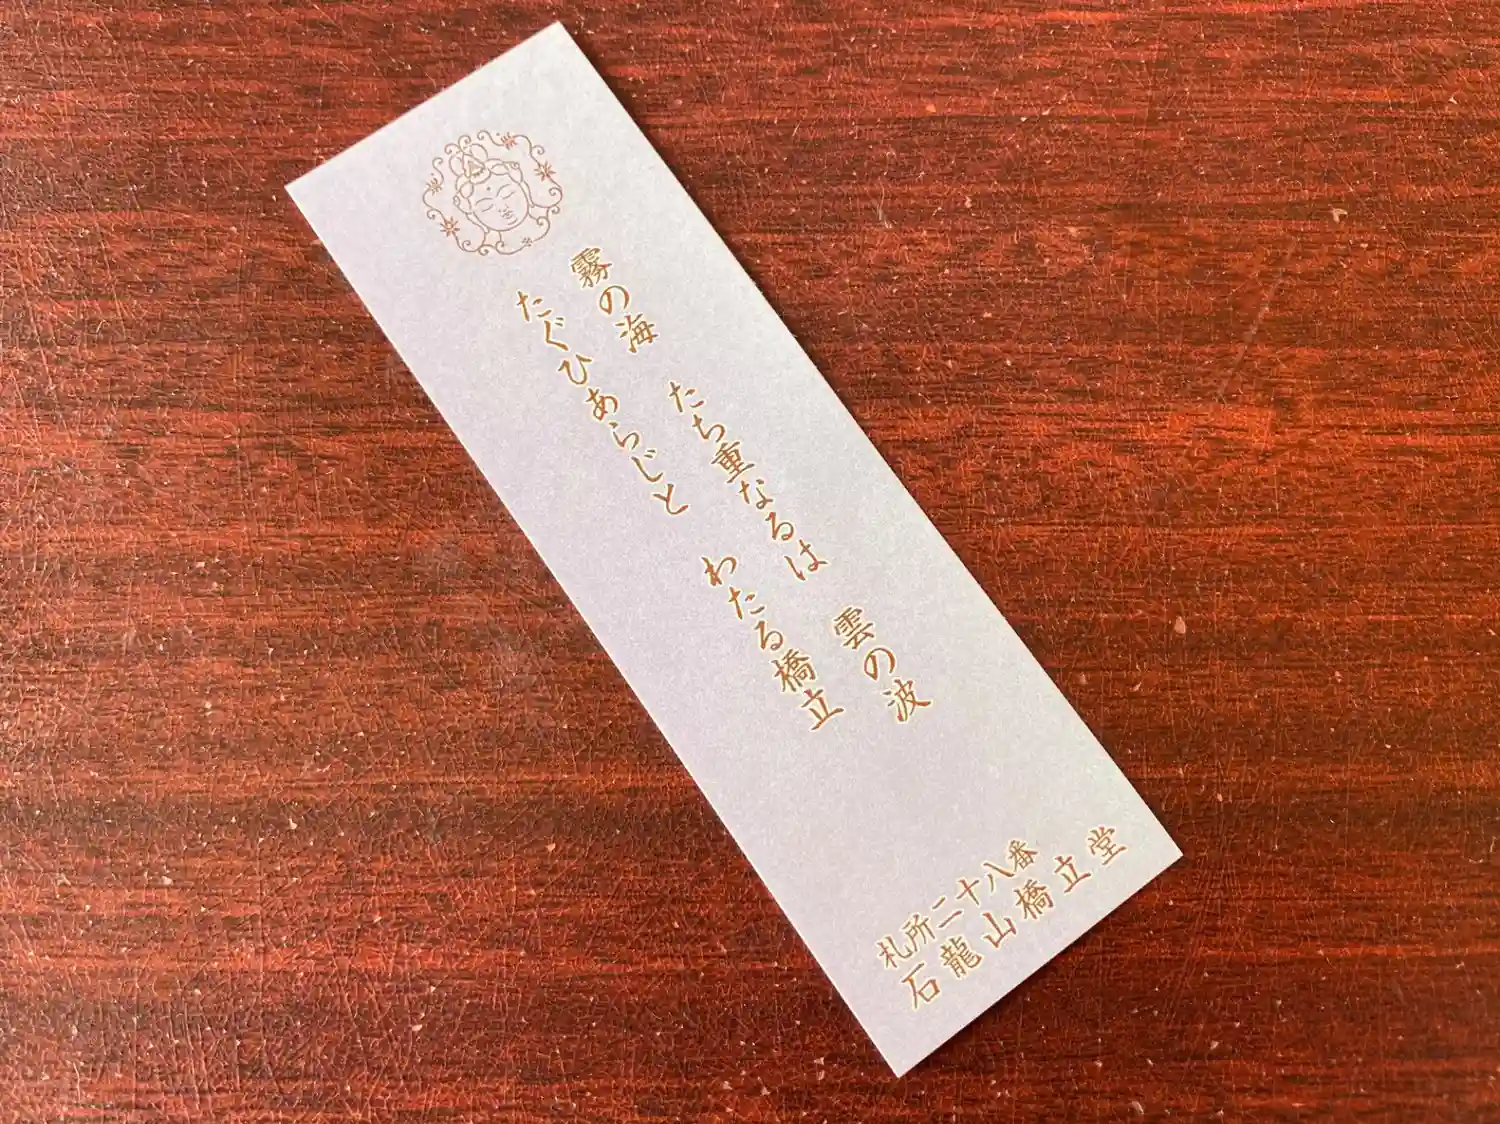 霧の海 たち重なるは 雲の波
たぐひあらじと わたる橋立
札所二十八番
石龍山橋立堂